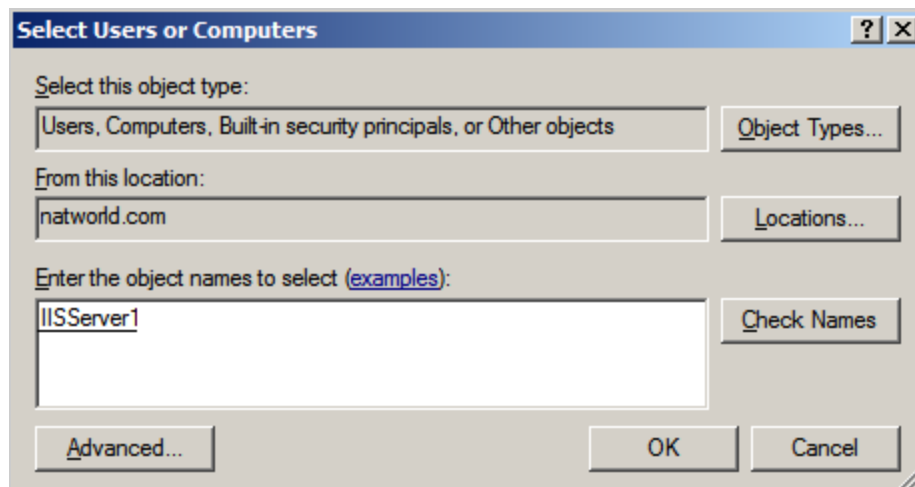 Select Users or Computers
Select this object type:
Users, Computers, Built-in security principals, or Other objects
Object Types...
From this location:
natworld.com
Locations...
Enter the object names to select (examples):
IISServer1
Check Names
Advanced...
OK
Cancel